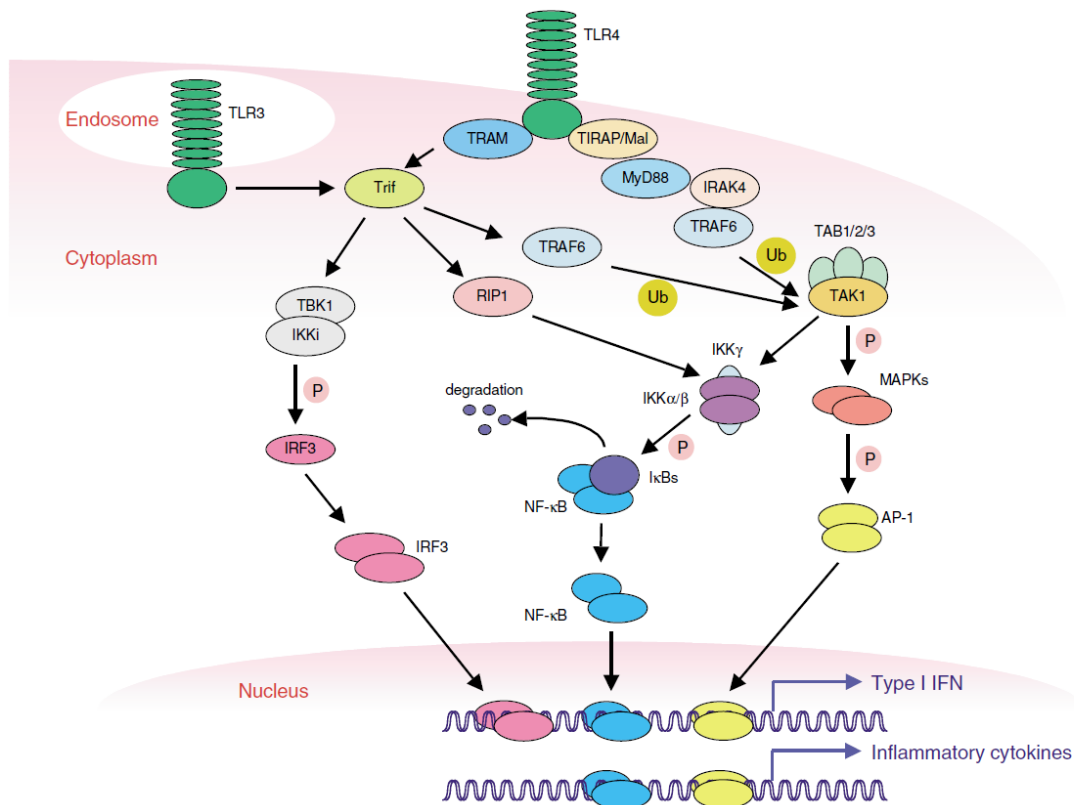 TLR4
Endosome
TLR3
TRAM
TIRAP/Mal
MyD88
IRAK4
Trif
TRAF6
TRAF6
TAB1/2/3
Cytoplasm
Ub
Ub
TBK1
IKKi
RIP1
TAK1
P
IKKγ
P
MAPKs
degradation
IKKα/β
P
P
IRF3
IκBs
NF-κB
AP-1
IRF3
NF-κB
Nucleus
Type I IFN
Inflammatory cytokines